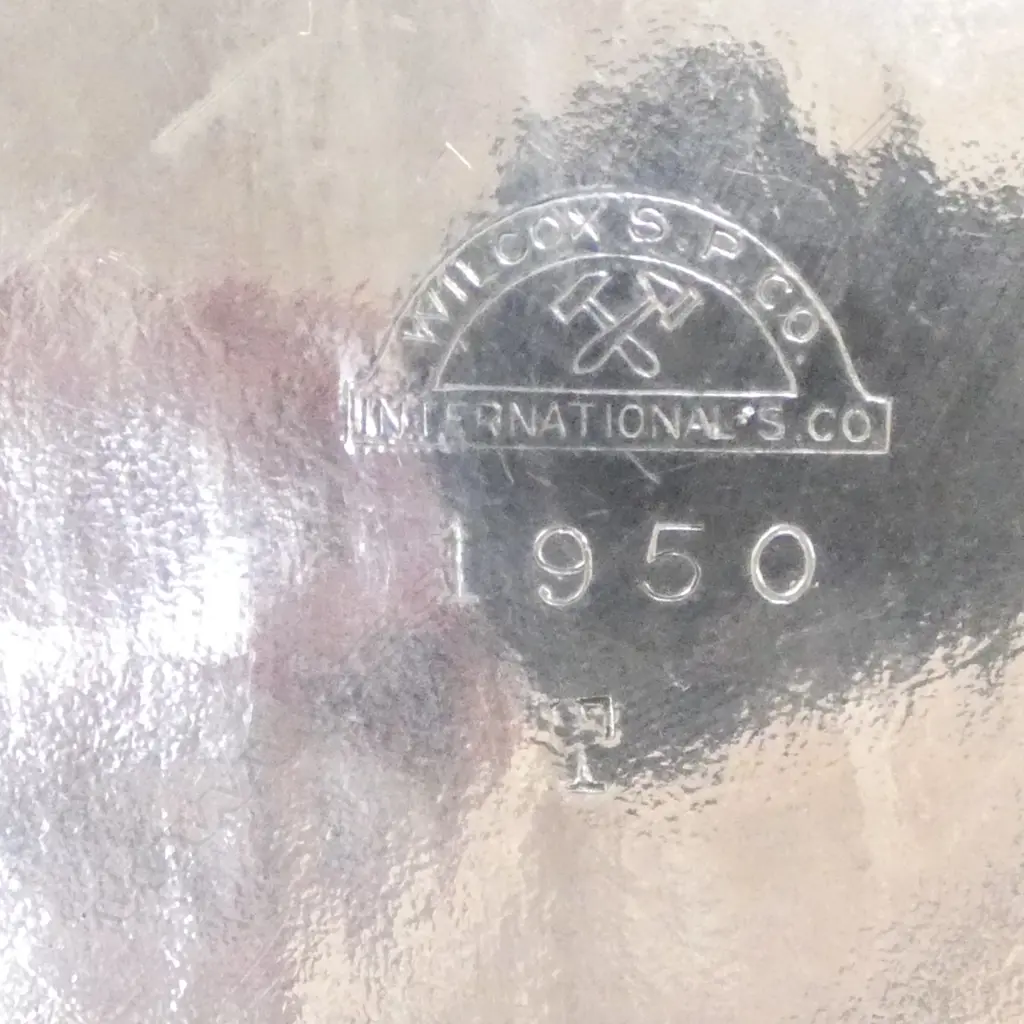 WILCOX S.P. CO.
INTERNATIONAL S.CO
1950